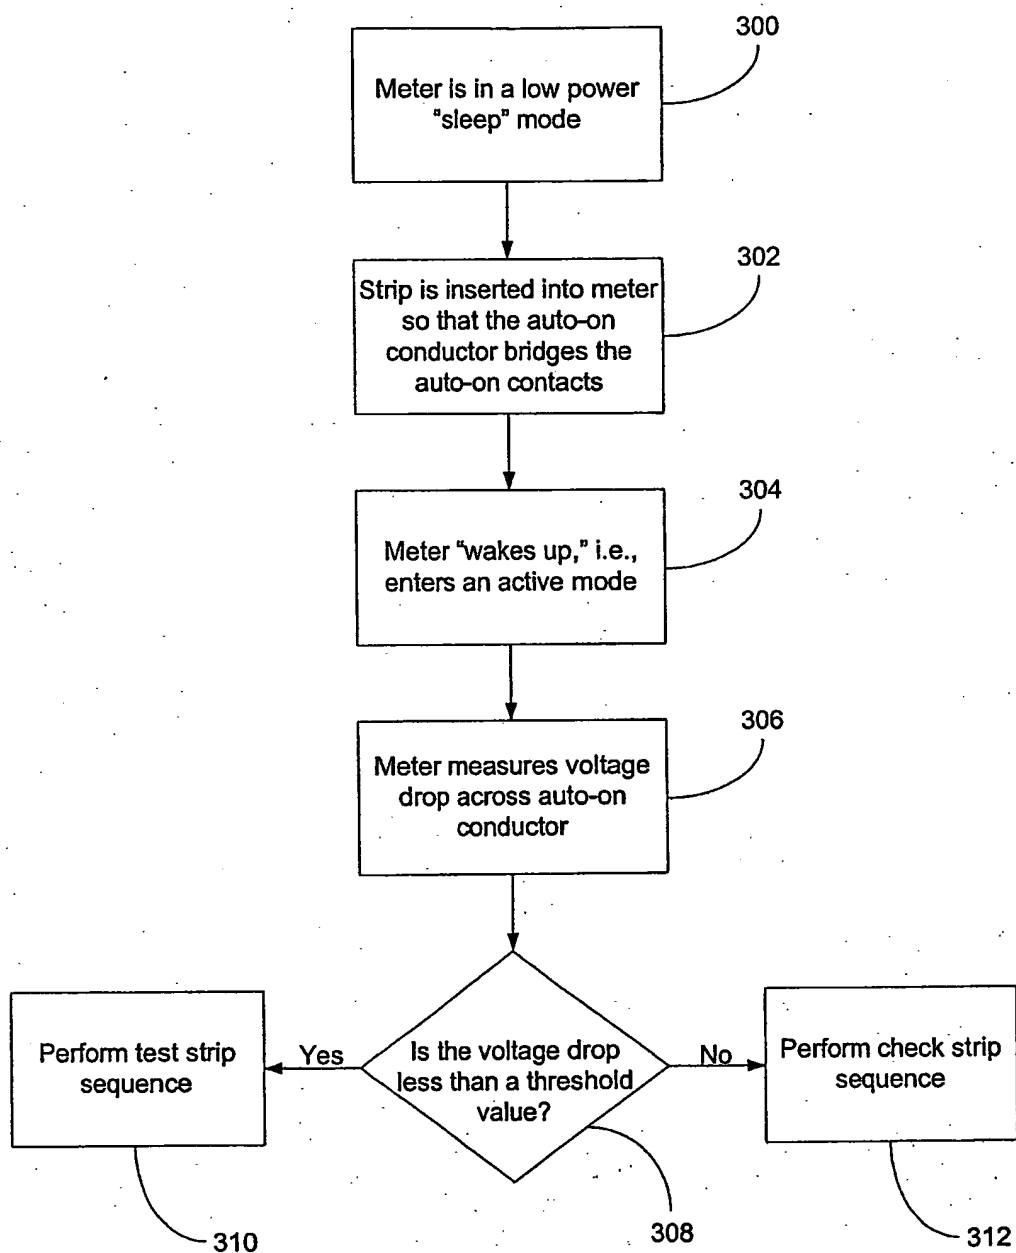 300
Meter is in a low power
"sleep" mode
302
Strip is inserted into meter
so that the auto-on
conductor bridges the
auto-on contacts
304
Meter "wakes up," i.e.,
enters an active mode
306
Meter measures voltage
drop across auto-on
conductor
Perform test strip
sequence
Yes
Is the voltage drop
less than a threshold
value?
No
Perform check strip
sequence
310
308
312